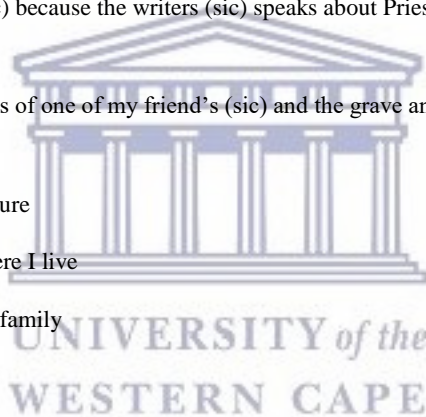 ) because the writers (sic) speaks about Pries
s of one of my friend's (sic) and the grave an
ure
ere I live
family
UNIVERSITY of the
WESTERN CAPE